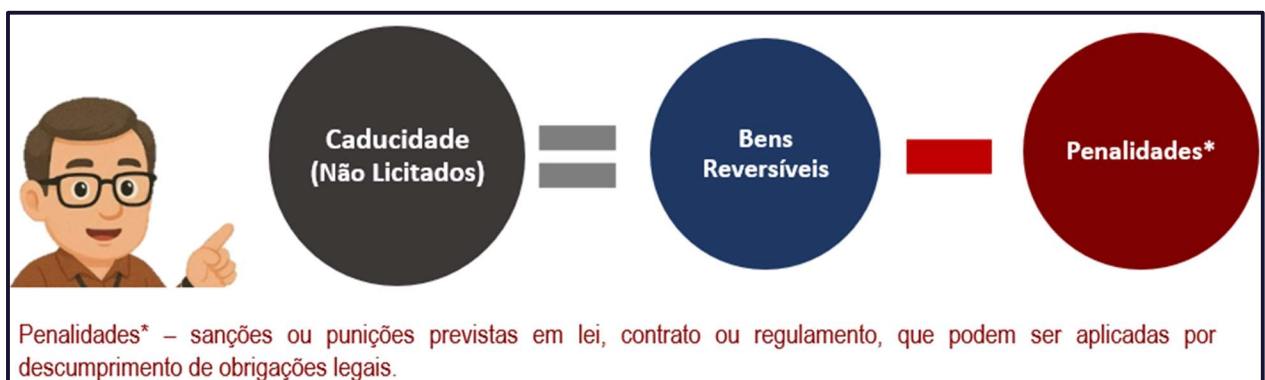 Caducidade
(Não Licitados)
Bens
Reversíveis
Penalidades*
Penalidades* – sanções ou punições previstas em lei, contrato ou regulamento, que podem ser aplicadas por
descumprimento de obrigações legais.